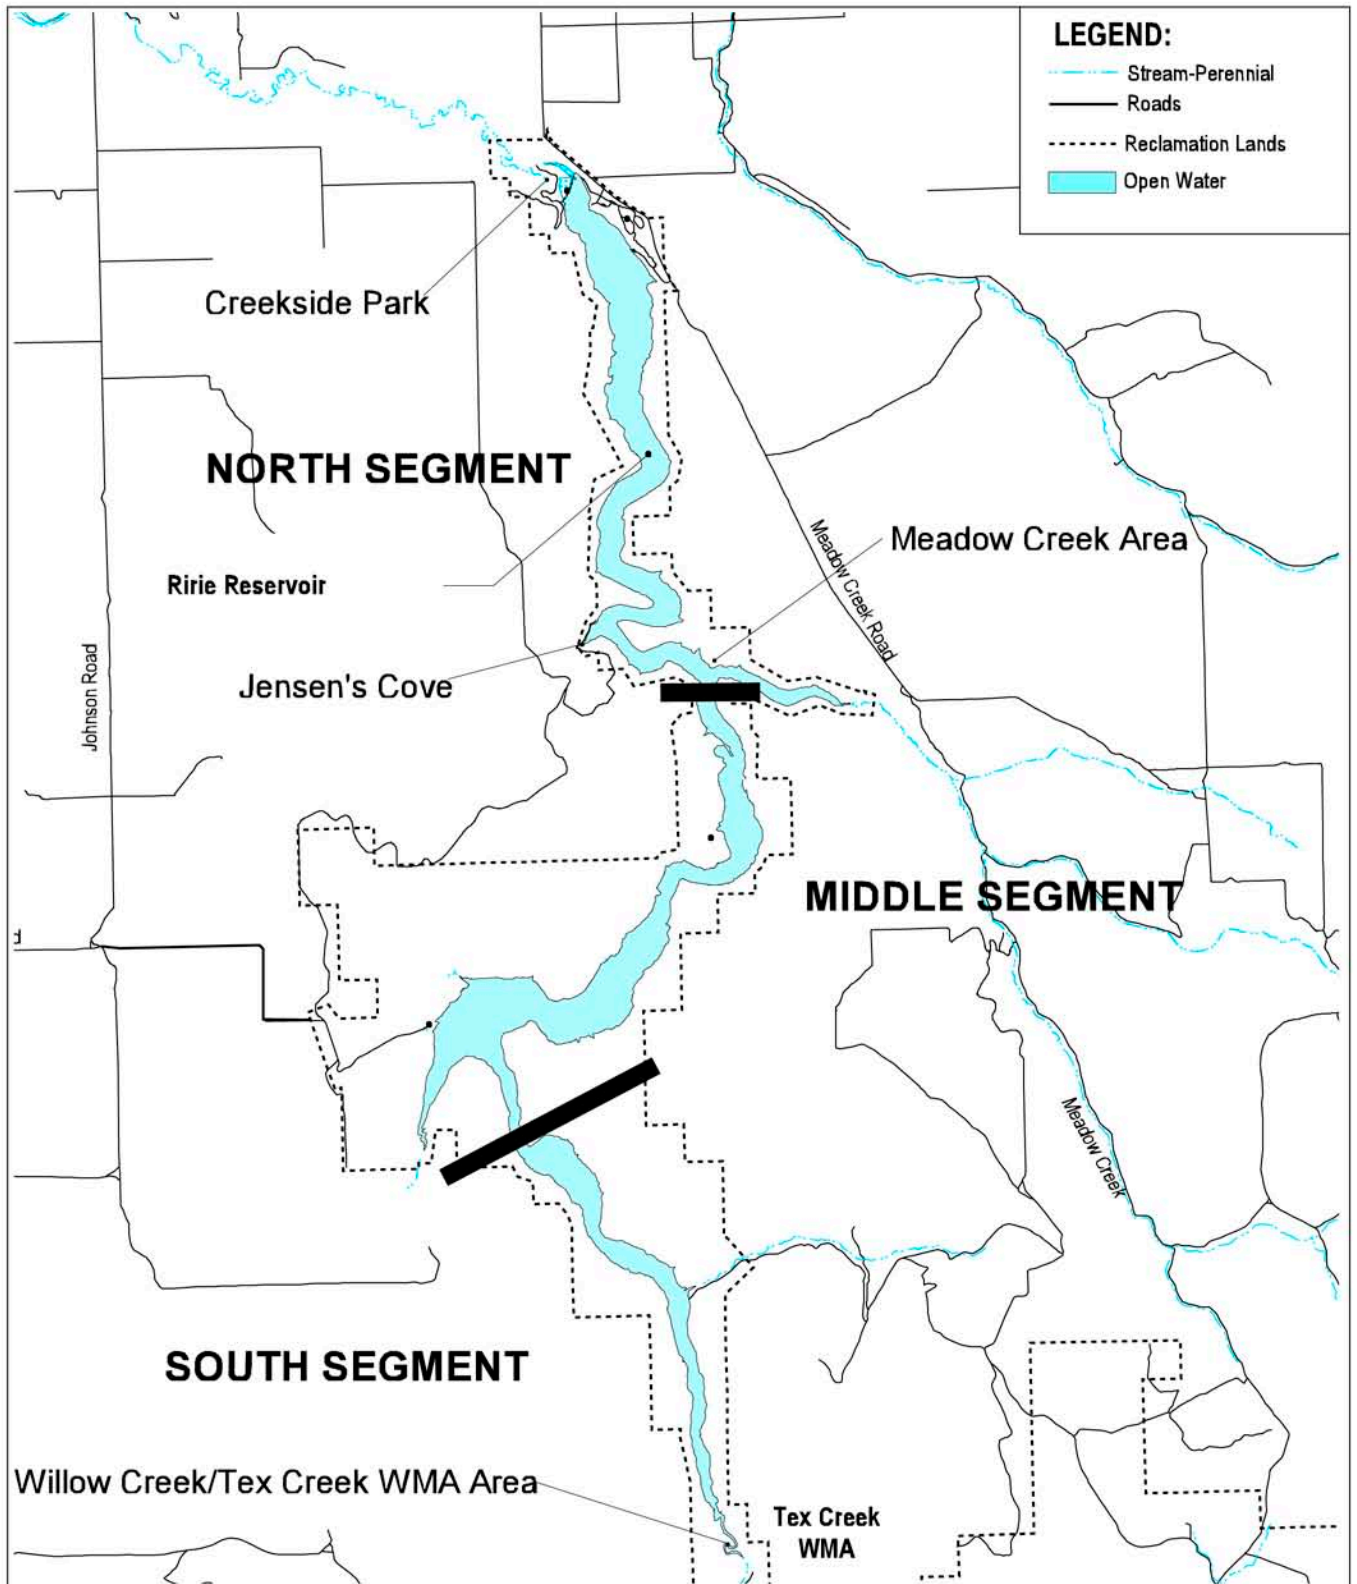 LEGEND:
Stream-Perennial
Roads
Reclamation Lands
Open Water
Creekside Park
NORTH SEGMENT
Meadow Creek Area
Meadow Creek Road
Ririe Reservoir
Johnson Road
Jensen's Cove
MIDDLE SEGMENT
d
Meadow Creek
SOUTH SEGMENT
Willow Creek/Tex Creek WMA Area
Tex Creek
WMA